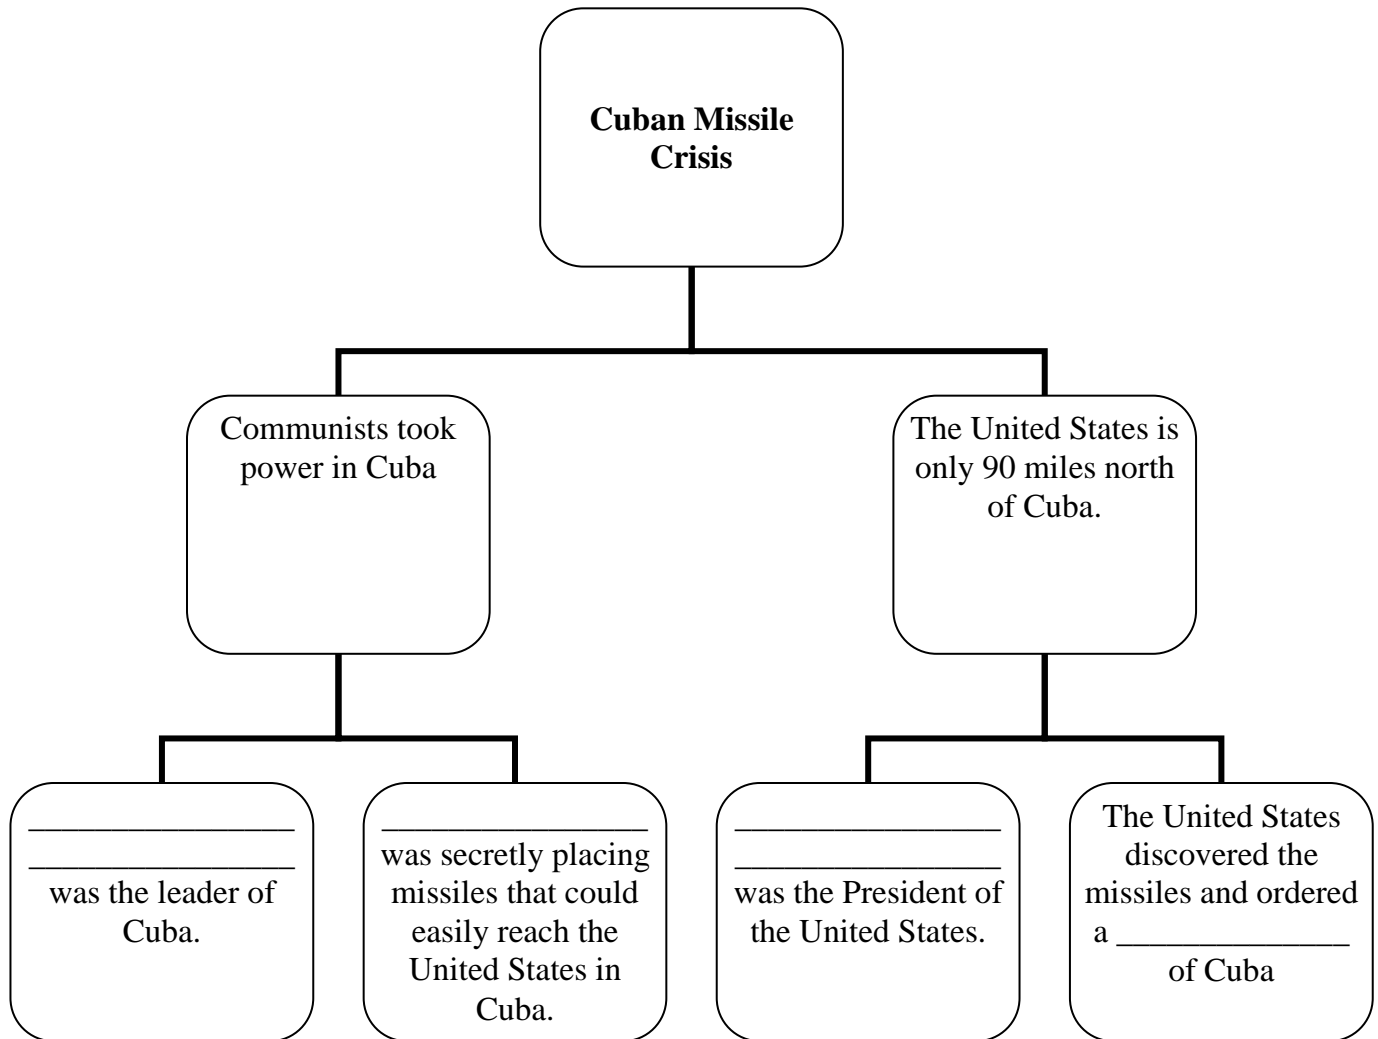 Cuban Missile
Crisis
Communists took
power in Cuba
The United States is
only 90 miles north
of Cuba.
________________
________________
was the leader of
Cuba.
________________
was secretly placing
missiles that could
easily reach the
United States in
Cuba.
________________
________________
was the President of
the United States.
The United States
discovered the
missiles and ordered
a ______________
of Cuba